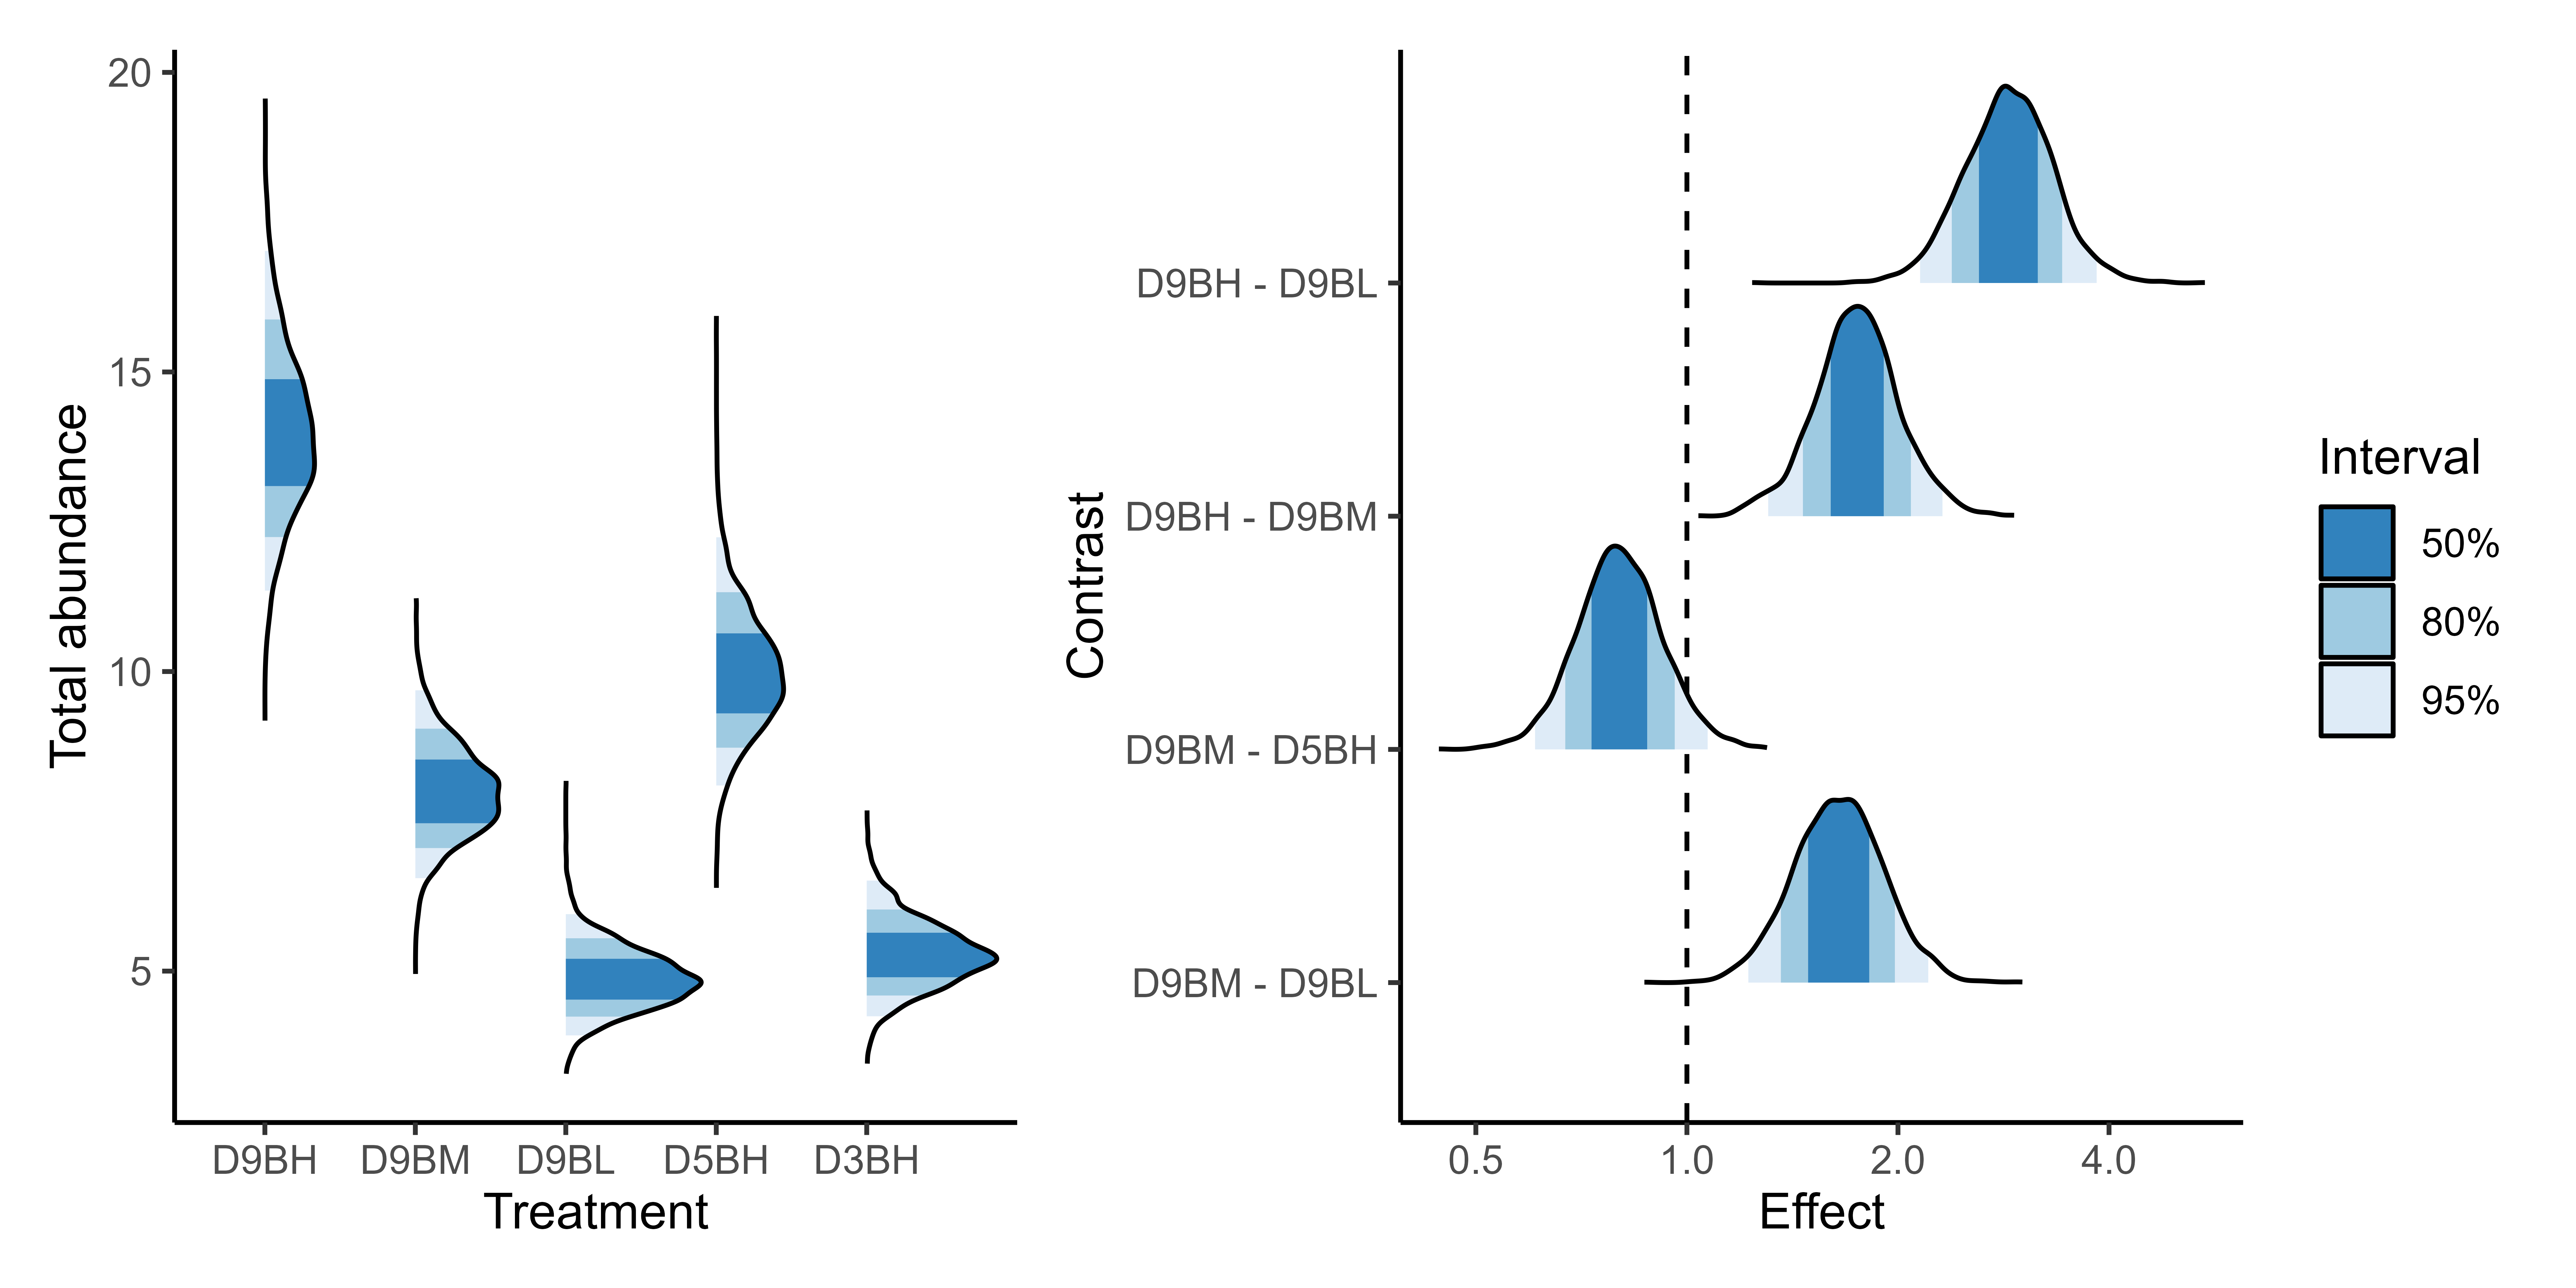 Total abundance
20
15
10
5
D9BH D9BM D9BL D5BH D3BH
Treatment
Contrast
D9BH - D9BL
D9BH - D9BM
D9BM - D5BH
D9BM - D9BL
0.5 1.0 2.0 4.0
Effect
Interval
50%
80%
95%